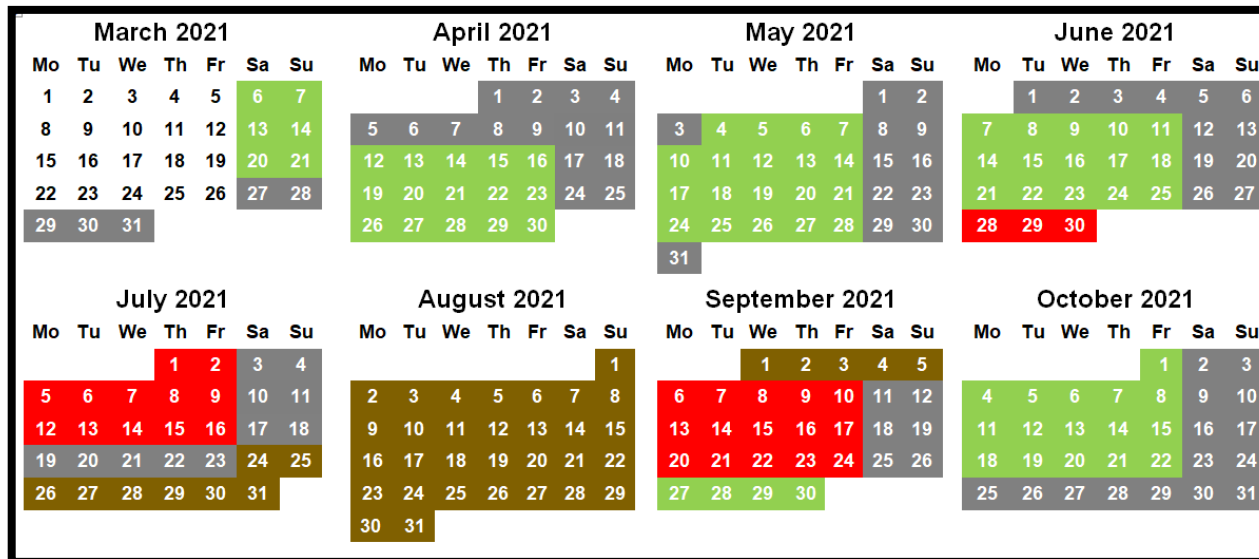 March 2021 April 2021 May 2021 June 2021
Mo Tu We Th Fr Sa Su Mo Tu We Th Fr Sa Su Mo Tu We Th Fr Sa Su Mo Tu We Th Fr Sa Su
1 2 3 4 5 6 7 1 2 3 4 1 2 1 2 3 4 5 6
8 9 10 11 12 13 14 5 6 7 8 9 10 11 3 4 5 6 7 8 9 7 8 9 10 11 12 13
15 16 17 18 19 20 21 12 13 14 15 16 17 18 10 11 12 13 14 15 16 14 15 16 17 18 19 20
22 23 24 25 26 27 28 19 20 21 22 23 24 25 17 18 19 20 21 22 23 21 22 23 24 25 26 27
29 30 31 26 27 28 29 30 24 25 26 27 28 29 30 28 29 30
31
July 2021 August 2021 September 2021 October 2021
Mo Tu We Th Fr Sa Su Mo Tu We Th Fr Sa Su Mo Tu We Th Fr Sa Su Mo Tu We Th Fr Sa Su
1 2 3 4 1 1 2 3 4 5 1 2 3
5 6 7 8 9 10 11 2 3 4 5 6 7 8 6 7 8 9 10 11 12 4 5 6 7 8 9 10
12 13 14 15 16 17 18 9 10 11 12 13 14 15 13 14 15 16 17 18 19 11 12 13 14 15 16 17
19 20 21 22 23 24 25 16 17 18 19 20 21 22 20 21 22 23 24 25 26 18 19 20 21 22 23 24
26 27 28 29 30 31 23 24 25 26 27 28 29 27 28 29 30 25 26 27 28 29 30 31
30 31